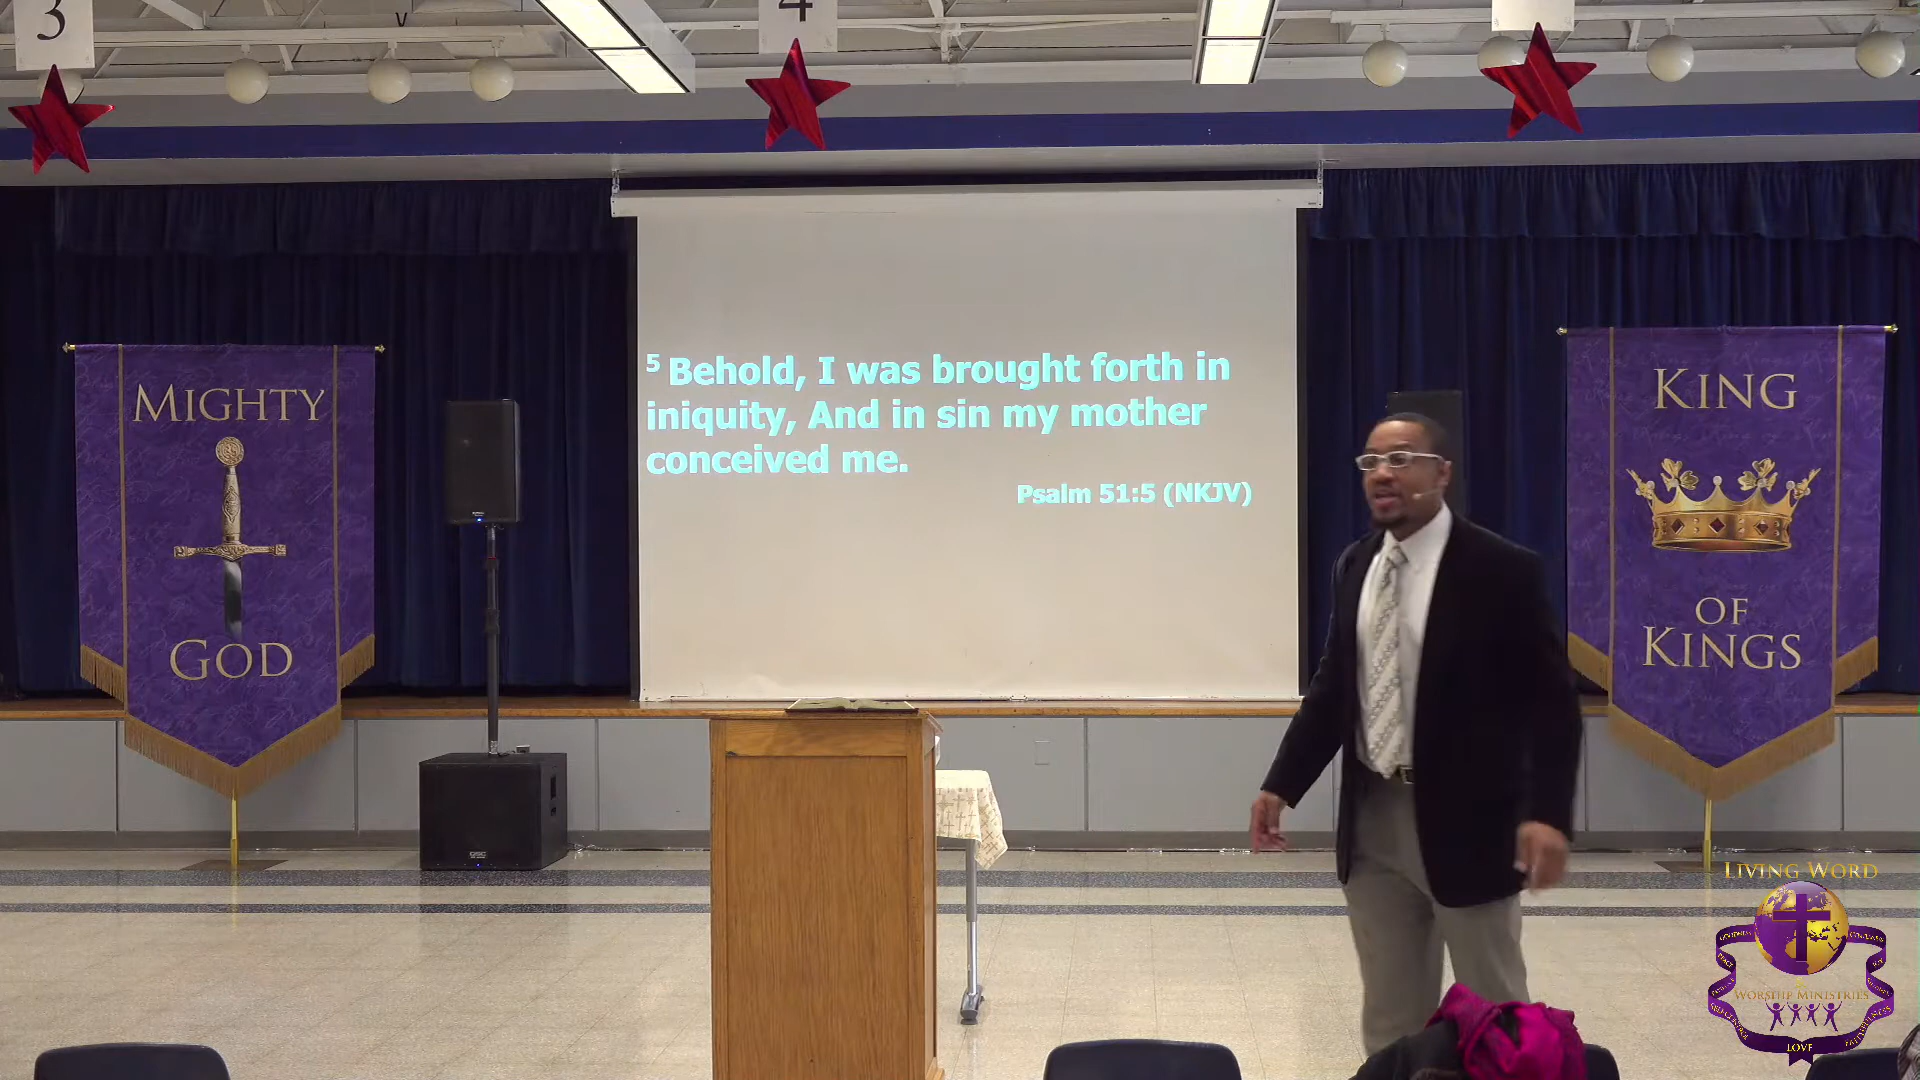 3
4
5 Behold, I was brought forth in
iniquity, And in sin my mother
conceived me.
Psalm 51:5 (NKJV)
MIGHTY
GOD
KING
OF
KINGS
QSC
LIVING WORD
WORSHIP MINISTRIES
LOVE